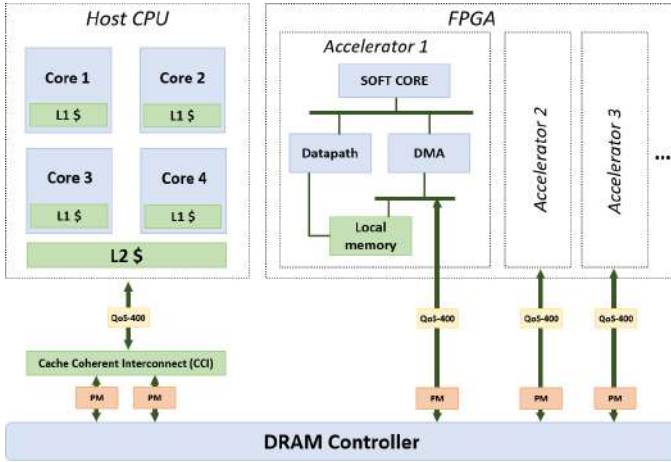 Host CPU
Core 1
L1 $
Core 2
L1 $
Core 3
L1 $
Core 4
L1 $
L2 $
QoS-400
Cache Coherent Interconnect (CCI)
PM
PM
FPGA
Accelerator 1
SOFT CORE
Datapath
DMA
Local
memory
Accelerator 2
Accelerator 3
...
QoS-400
QoS-400
QoS-400
PM
PM
PM
DRAM Controller